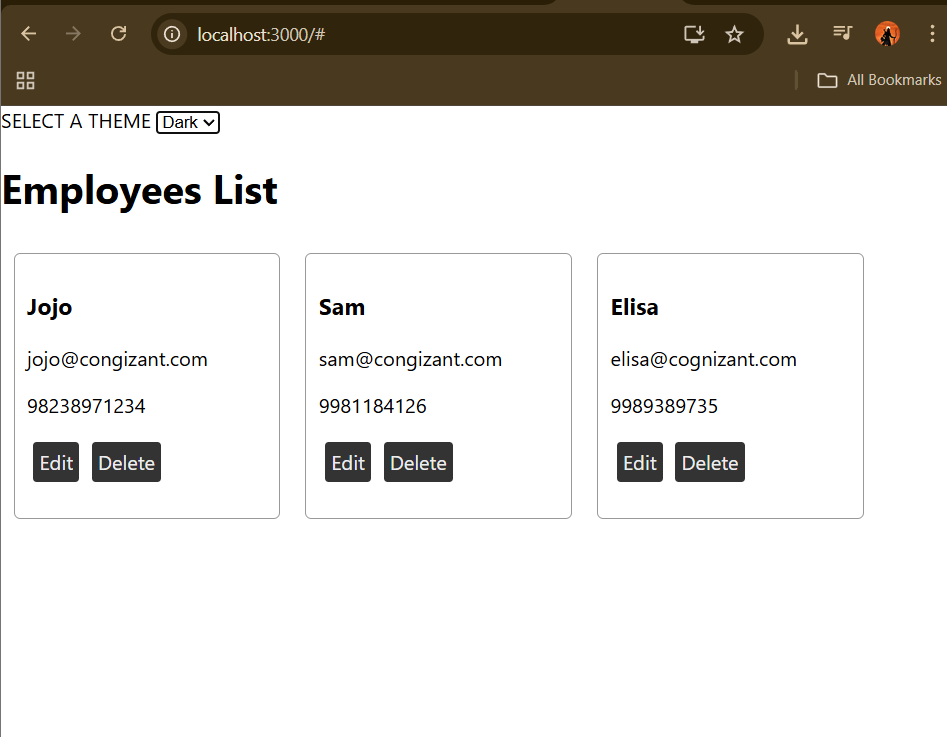 localhost:3000/#
All Bookmarks
SELECT A THEME Dark
Employees List
Jojo
jojo@congizant.com
98238971234
Edit Delete
Sam
sam@congizant.com
9981184126
Edit Delete
Elisa
elisa@cognizant.com
9989389735
Edit Delete